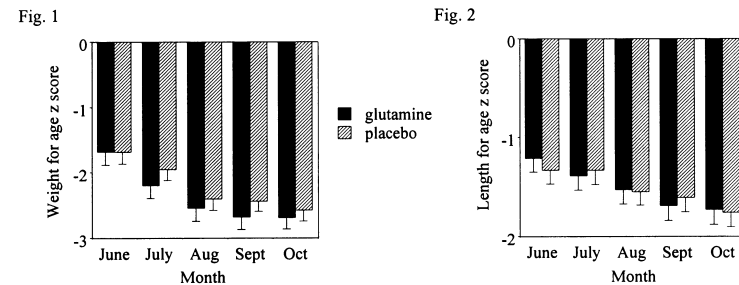 Fig. 1
Weight for age z score
0
-1
-2
-3
June July Aug Sept Oct
Month
glutamine
placebo
Fig. 2
Length for age z score
0
-1
-2
June July Aug Sept Oct
Month